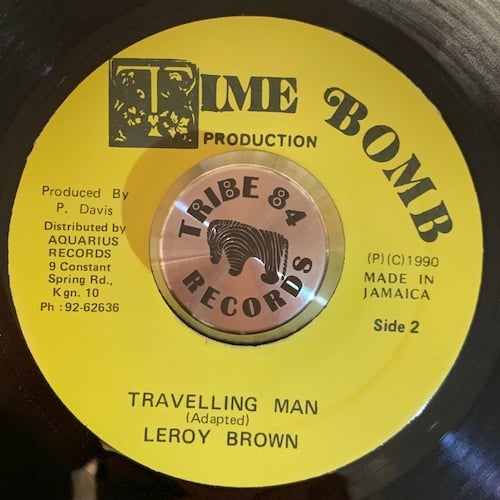 TIME BOMB
PRODUCTION
Produced By
P. Davis
Distributed by
AQUARIUS
RECORDS
9 Constant
Spring Rd.,
Kgn. 10
Ph : 92-62636
TRIBE 84
RECORDS
(P)(C)1990
MADE IN
JAMAICA
Side 2
TRAVELLING MAN
(Adapted)
LEROY BROWN